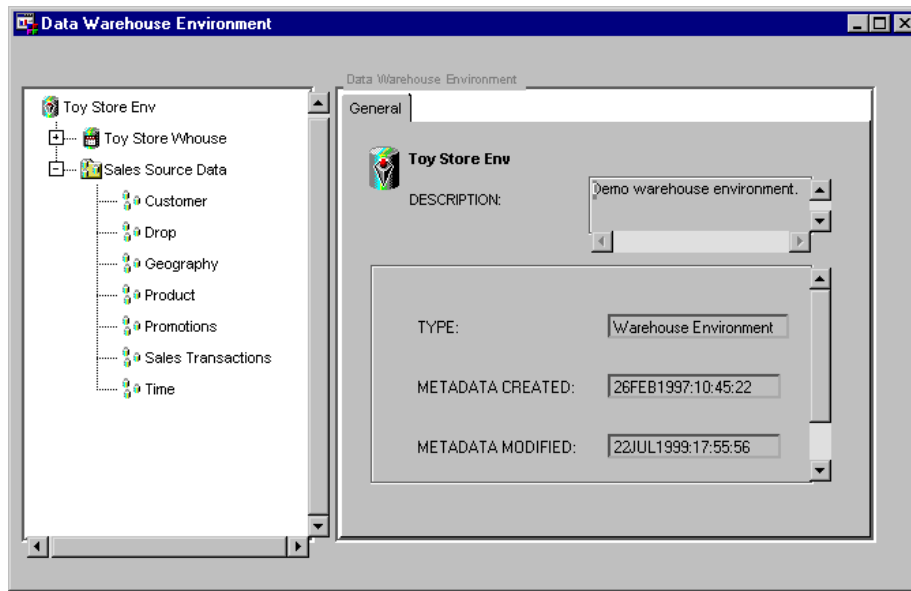 Data Warehouse Environment
Data Warehouse Environment
Toy Store Env
Toy Store Whouse
Sales Source Data
Customer
Drop
Geography
Product
Promotions
Sales Transactions
Time
General
Toy Store Env
DESCRIPTION: Demo warehouse environment.
TYPE: Warehouse Environment
METADATA CREATED: 26FEB1997:10:45:22
METADATA MODIFIED: 22JUL1999:17:55:56